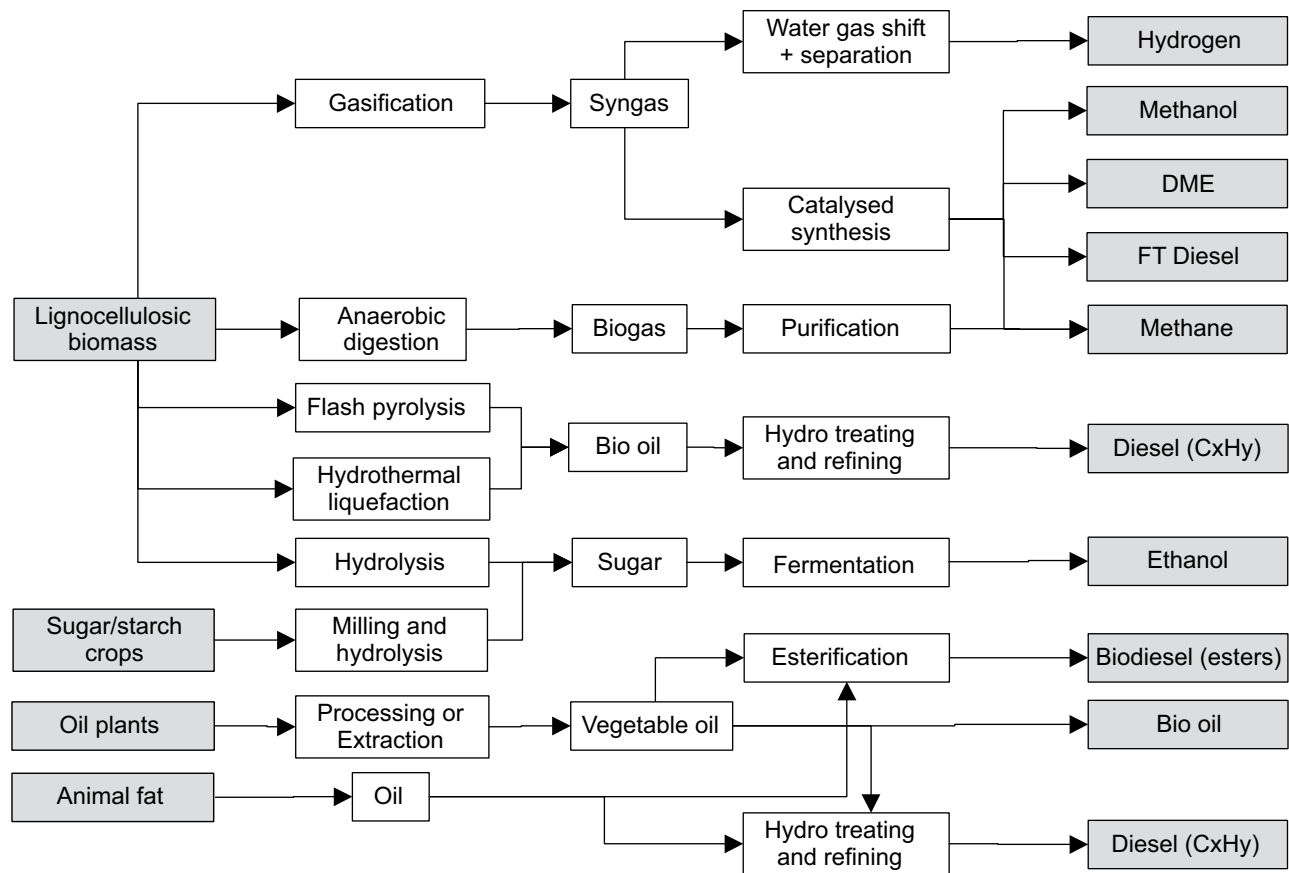 Water gas shift
+ separation
Hydrogen
Gasification
Syngas
Methanol
DME
Catalysed
synthesis
FT Diesel
Lignocellulosic
biomass
Anaerobic
digestion
Biogas
Purification
Methane
Flash pyrolysis
Bio oil
Hydro treating
and refining
Diesel (CxHy)
Hydrothermal
liquefaction
Hydrolysis
Sugar
Fermentation
Ethanol
Sugar/starch
crops
Milling and
hydrolysis
Esterification
Biodiesel (esters)
Oil plants
Processing or
Extraction
Vegetable oil
Bio oil
Animal fat
Oil
Hydro treating
and refining
Diesel (CxHy)